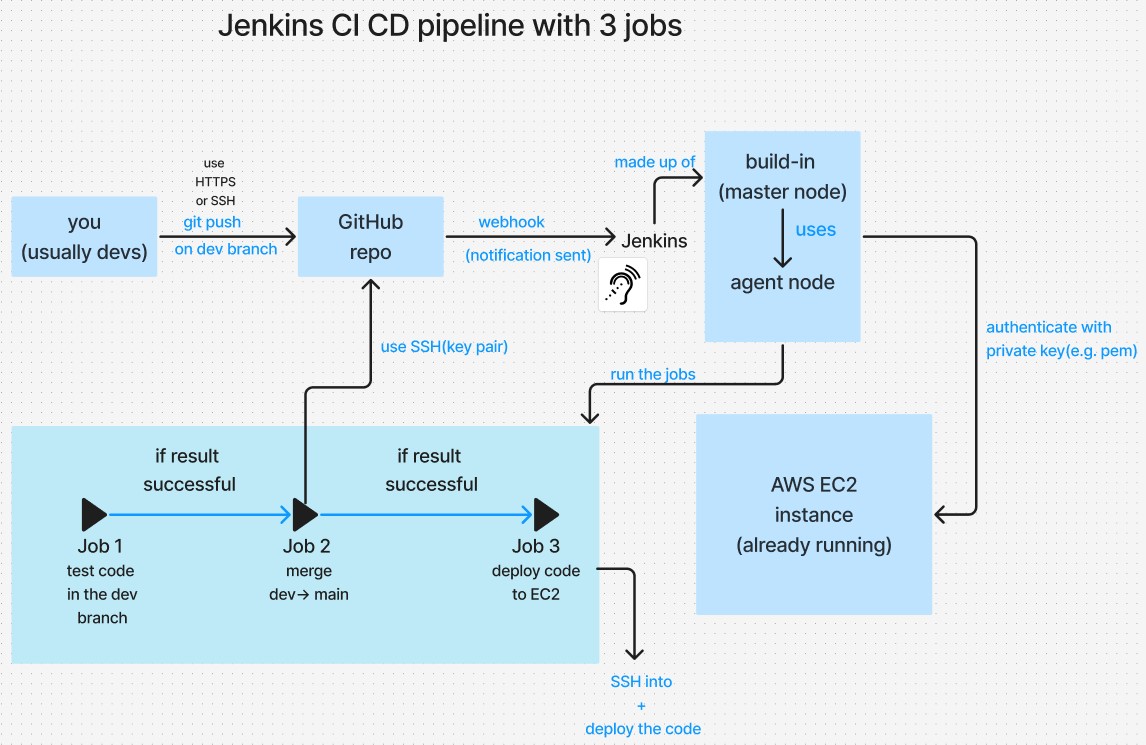 Jenkins CI CD pipeline with 3 jobs
use
HTTPS
or SSH
git push
on dev branch
you
(usually devs)
GitHub
repo
webhook
(notification sent)
Jenkins
made up of
build-in
(master node)
uses
agent node
authenticate with
private key(e.g. pem)
use SSH(key pair)
run the jobs
if result
successful
if result
successful
Job 1
test code
in the dev
branch
Job 2
merge
dev→ main
Job 3
deploy code
to EC2
AWS EC2
instance
(already running)
SSH into
+
deploy the code